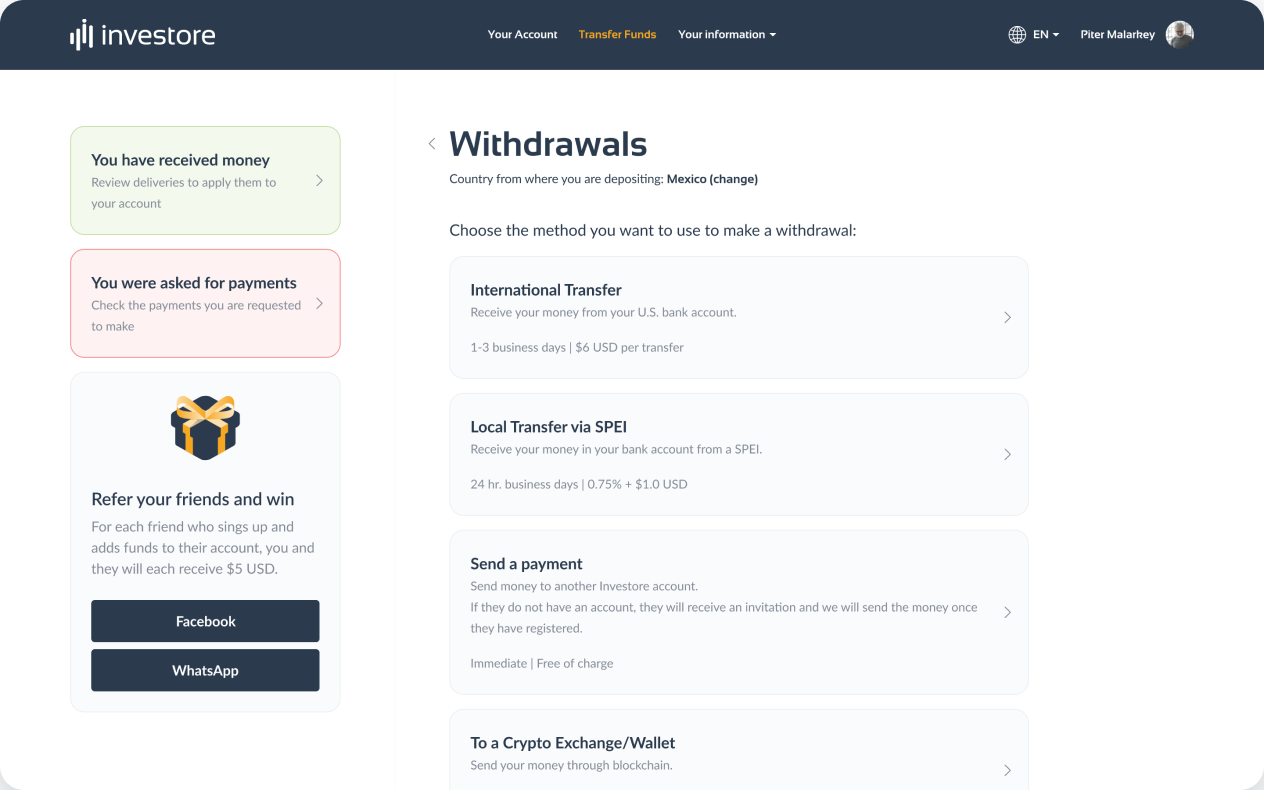 investore
Your Account
Transfer Funds
Your information
EN
Piter Malarkey
You have received money
Review deliveries to apply them to
your account
You were asked for payments
Check the payments you are requested
to make
Refer your friends and win
For each friend who sings up and
adds funds to their account, you and
they will each receive $5 USD.
Facebook
WhatsApp
Withdrawals
Country from where you are depositing: Mexico (change)
Choose the method you want to use to make a withdrawal:
International Transfer
Receive your money from your U.S. bank account.
1-3 business days | $6 USD per transfer
Local Transfer via SPEI
Receive your money in your bank account from a SPEI.
24 hr. business days | 0.75% + $1.0 USD
Send a payment
Send money to another Investore account.
If they do not have an account, they will receive an invitation and we will send the money once
they have registered.
Immediate | Free of charge
To a Crypto Exchange/Wallet
Send your money through blockchain.